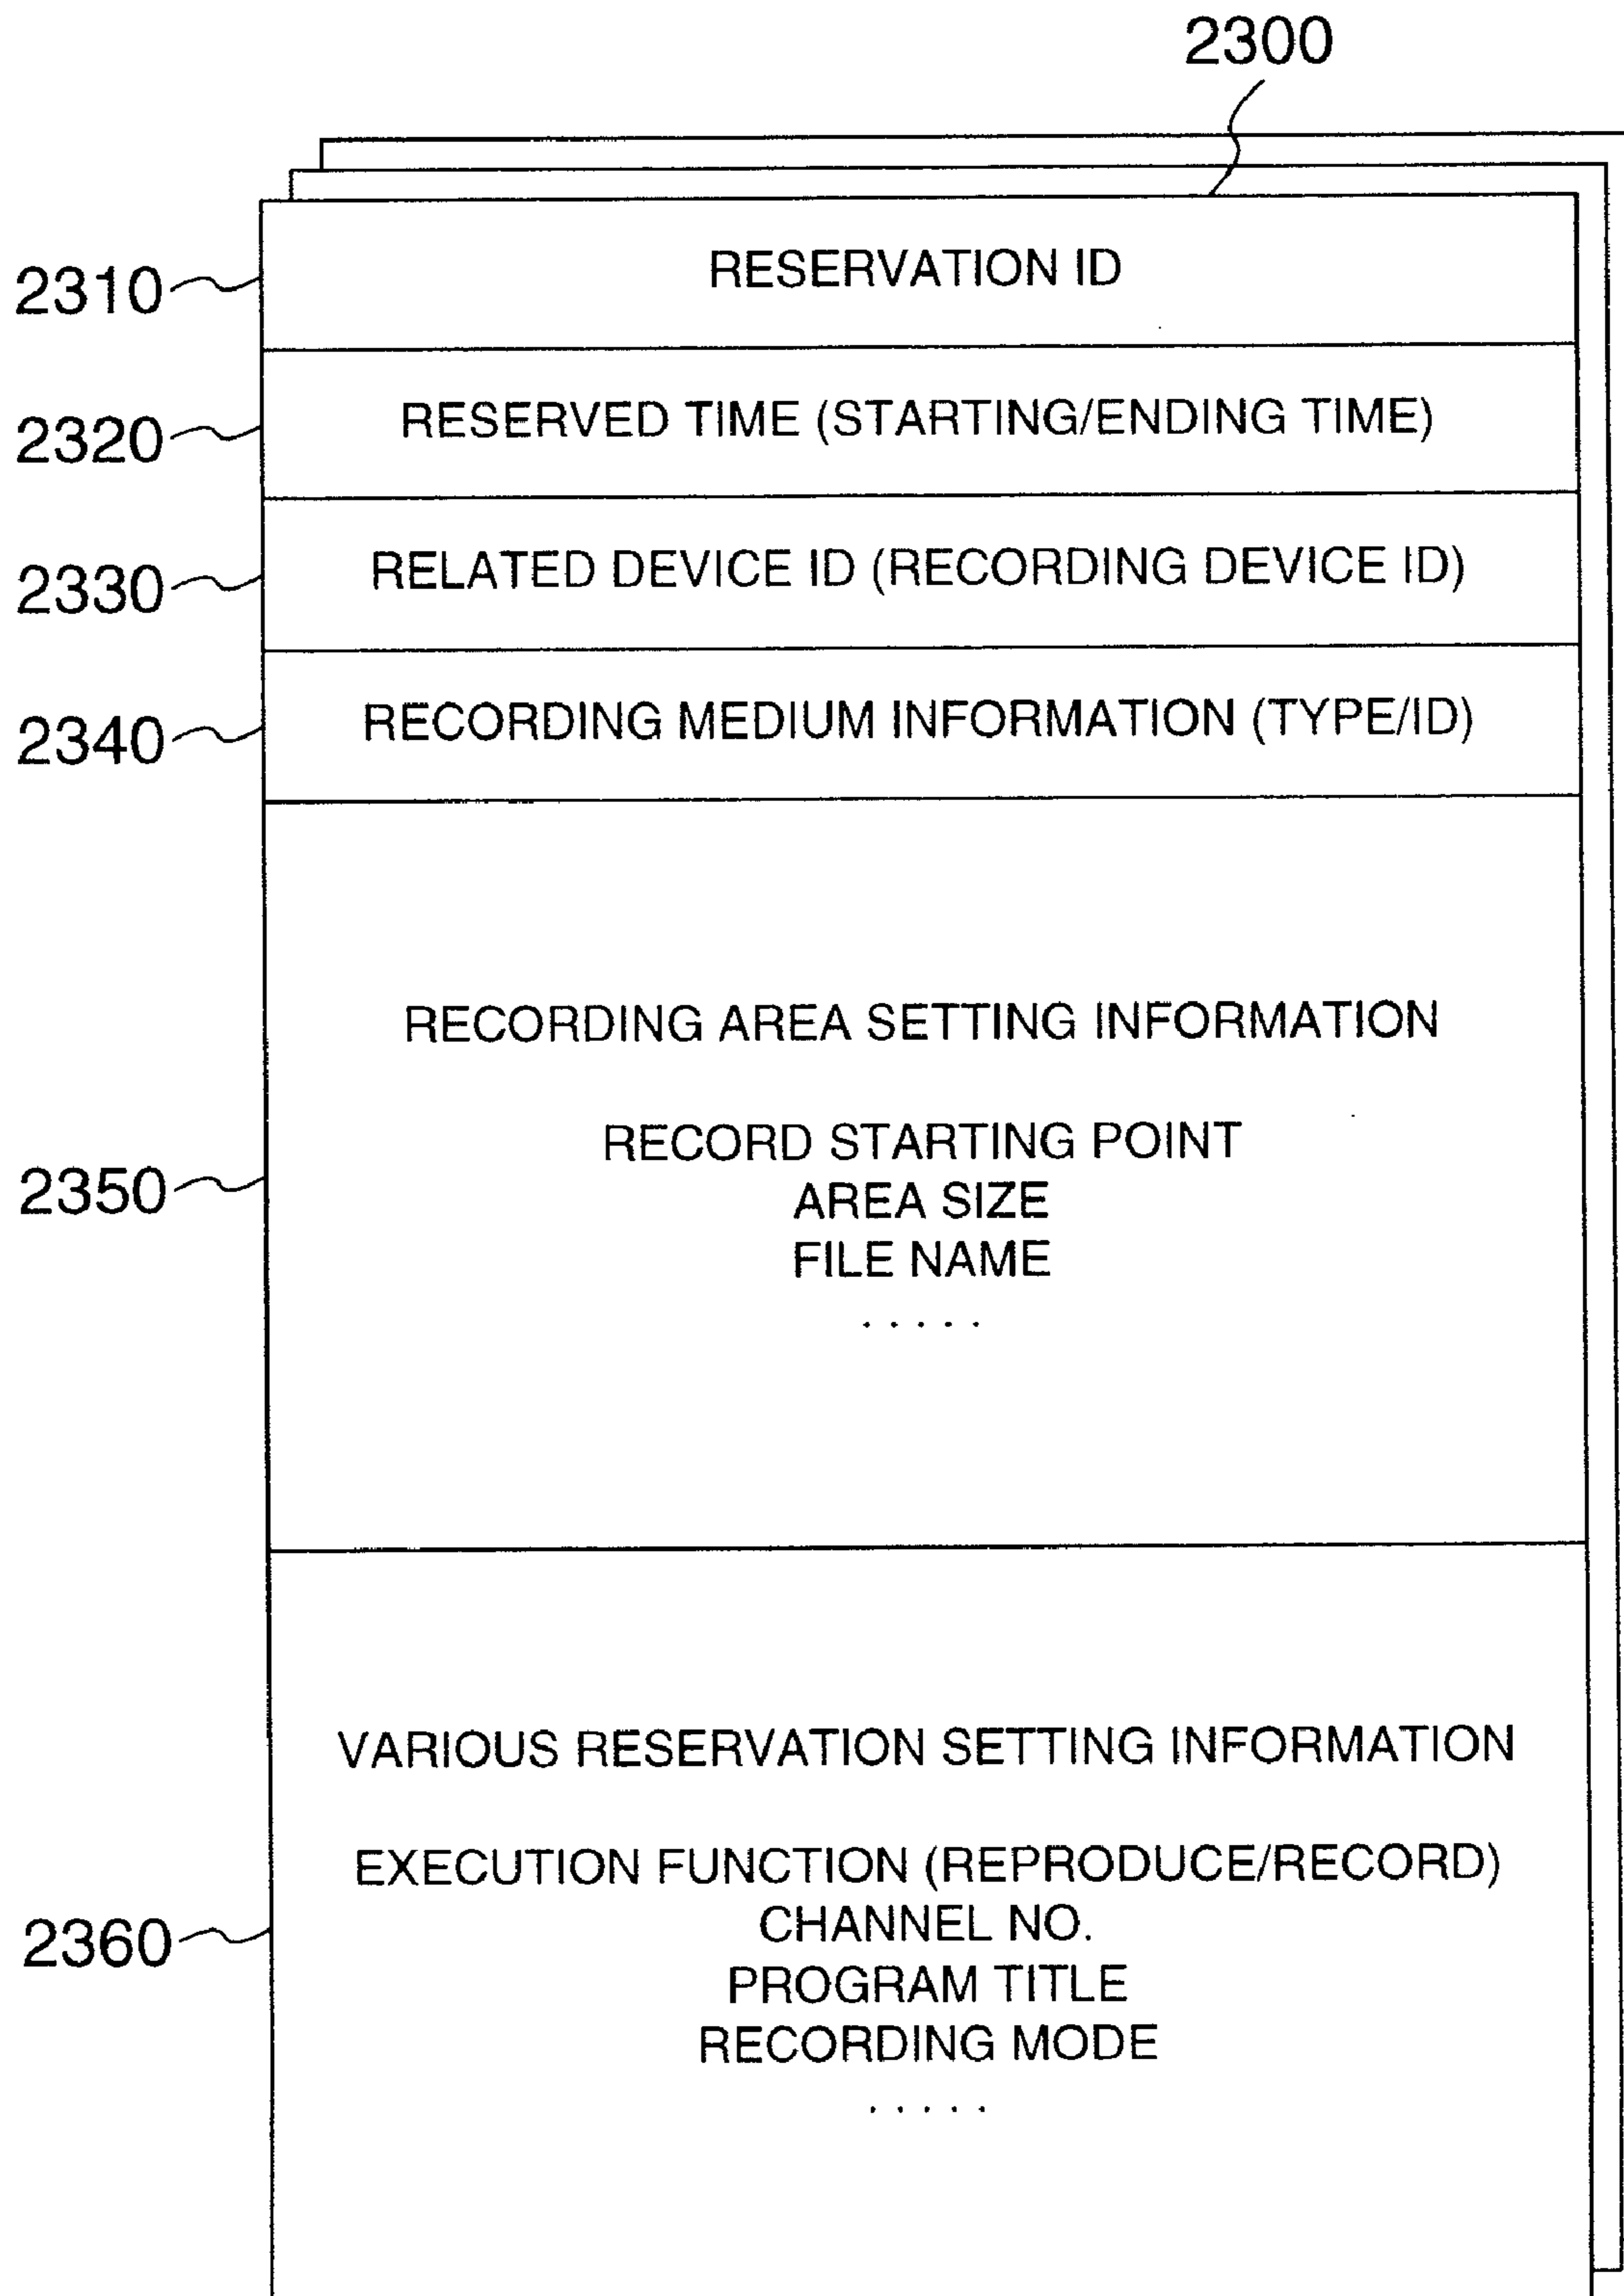 2300
2310
RESERVATION ID
2320
RESERVED TIME (STARTING/ENDING TIME)
2330
RELATED DEVICE ID (RECORDING DEVICE ID)
2340
RECORDING MEDIUM INFORMATION (TYPE/ID)
RECORDING AREA SETTING INFORMATION
RECORD STARTING POINT
2350
AREA SIZE
FILE NAME
.....
VARIOUS RESERVATION SETTING INFORMATION
EXECUTION FUNCTION (REPRODUCE/RECORD)
2360
CHANNEL NO.
PROGRAM TITLE
RECORDING MODE
.....